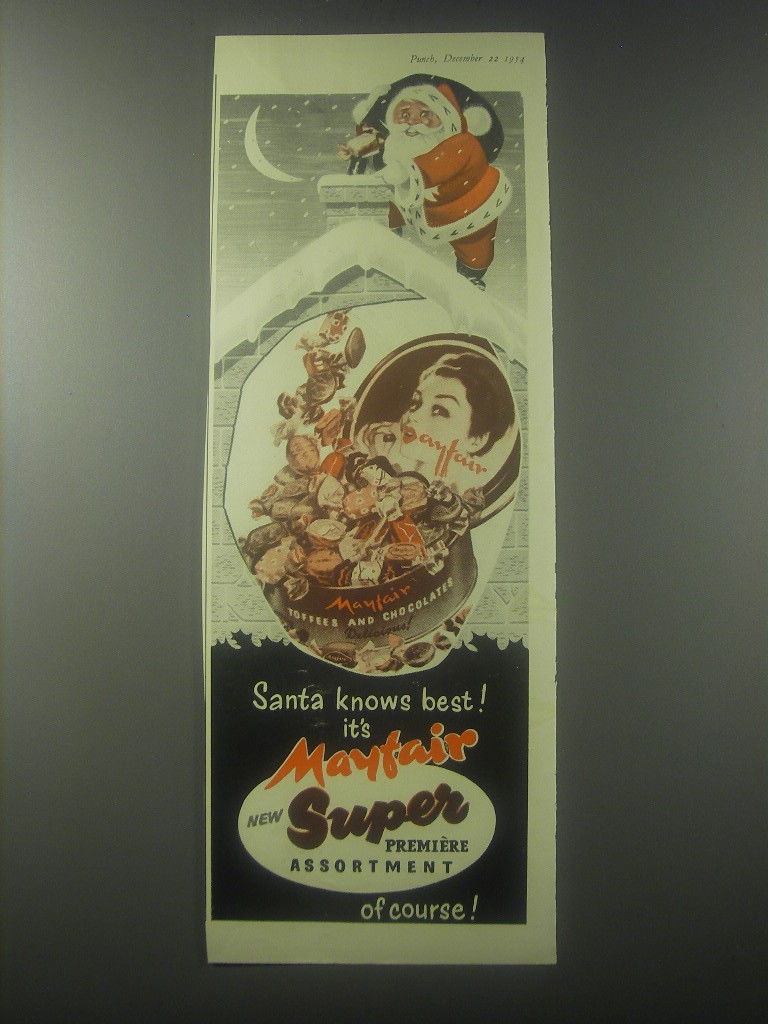 Punch, December 22 1954
Mayfair
Mayfair
TOFFEES AND CHOCOLATES
Delicious!
Santa knows best!
it's
Mayfair
NEW Super
PREMIÈRE
ASSORTMENT
of course!